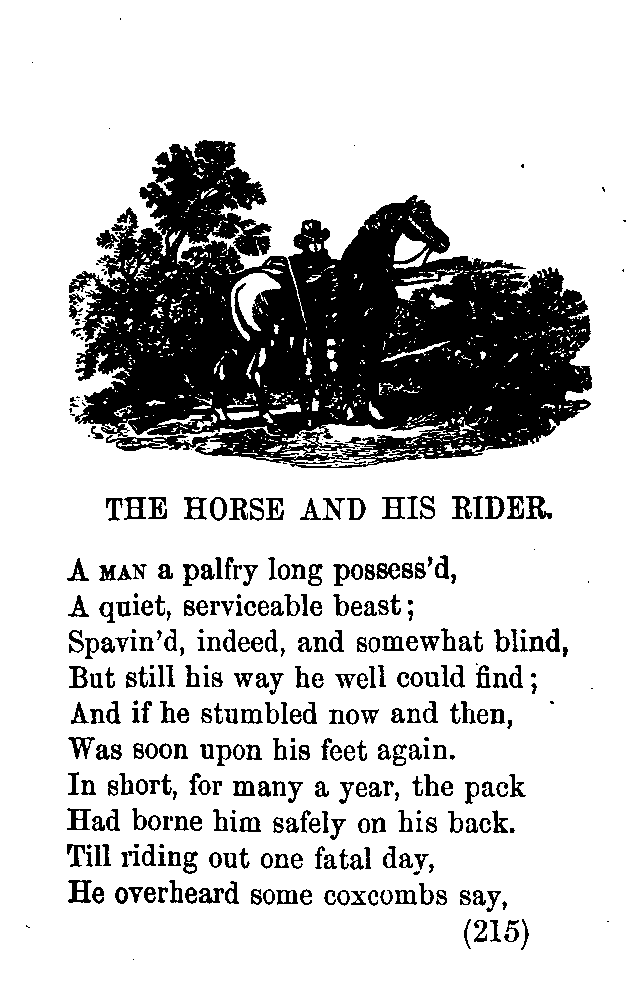 THE HORSE AND HIS RIDER.
A MAN a palfry long possess'd,
A quiet, serviceable beast;
Spavin'd, indeed, and somewhat blind,
But still his way he well could find;
And if he stumbled now and then,
Was soon upon his feet again.
In short, for many a year, the pack
Had borne him safely on his back.
Till riding out one fatal day,
He overheard some coxcombs say,
(215)